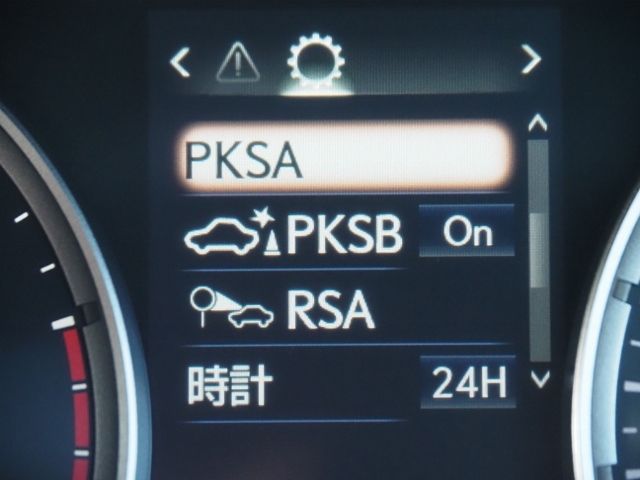 PKSA
PKSB On
RSA
時計 24H